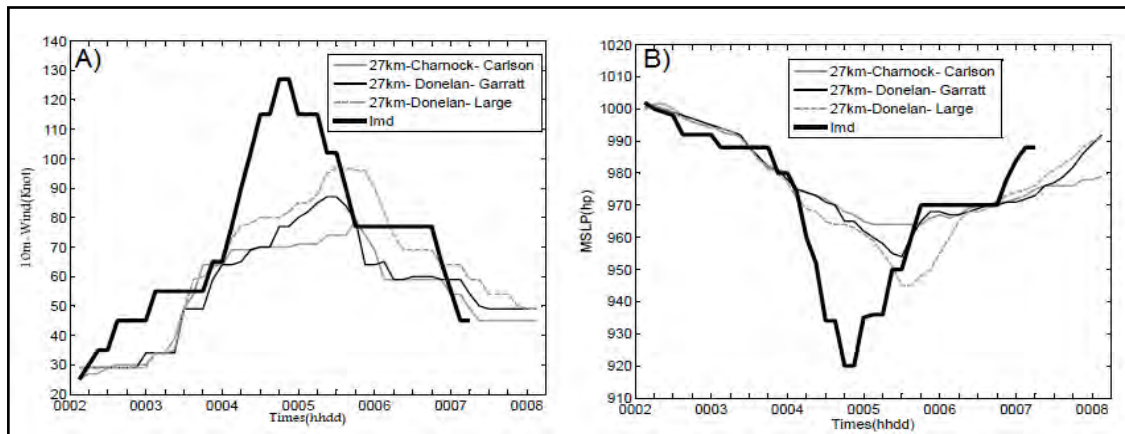 A)
140
130
120
110
100
90
80
70
60
50
40
30
20
10m-Wind(Knot)
27km-Charnock- Carlson
27km- Donelan- Garratt
27km-Donelan- Large
Imd
0002 0003 0004 0005 0006 0007 0008
Times(hhdd)
B)
1020
1010
1000
990
980
970
960
950
940
930
920
910
MSLP(hp)
27km-Charnock- Carlson
27km- Donelan- Garratt
27km-Donelan- Large
Imd
0002 0003 0004 0005 0006 0007 0008
Times(hhdd)